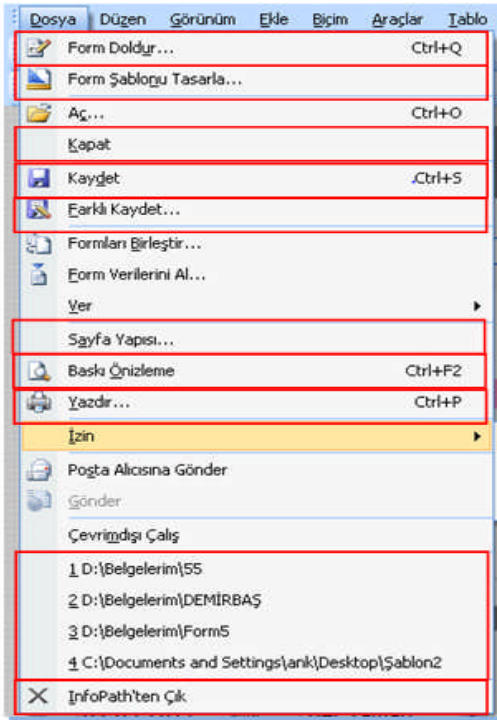 Dosya Düzen Görünüm Ekle Biçim Araçlar Tablo
Form Doldur... Ctrl+Q
Form Şablonu Tasarla...
Aç... Ctrl+O
Kapat
Kaydet Ctrl+S
Farklı Kaydet...
Formları Birleştir...
Form Verilerini Al...
Ver
Sayfa Yapısı...
Baskı Önizleme Ctrl+F2
Yazdır... Ctrl+P
İzin
Posta Alıcısına Gönder
Gönder
Çevrimdışı Çalış
1 D:\Belgelerim\55
2 D:\Belgelerim\DEMİRBAŞ
3 D:\Belgelerim\Form5
4 C:\Documents and Settings\ank\Desktop\Şablon2
InfoPath'ten Çık